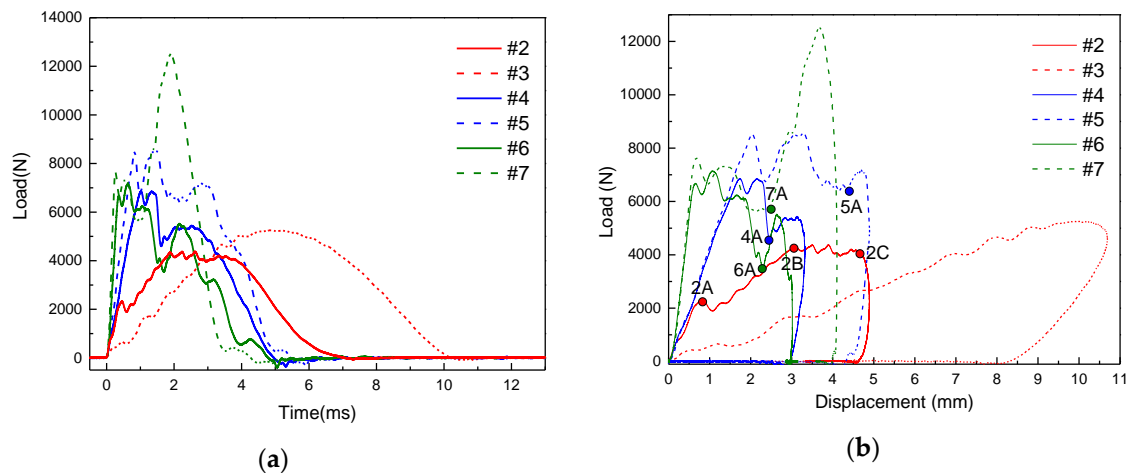 14000
12000
10000
8000
6000
4000
2000
0
Load(N)
0 2 4 6 8 10 12
Time(ms)
#2
#3
#4
#5
#6
#7
(a)
12000
10000
8000
6000
4000
2000
0
Load (N)
0 1 2 3 4 5 6 7 8 9 10 11
Displacement (mm)
#2
#3
#4
#5
#6
#7
7A
5A
4A
6A
2B
2C
2A
(b)